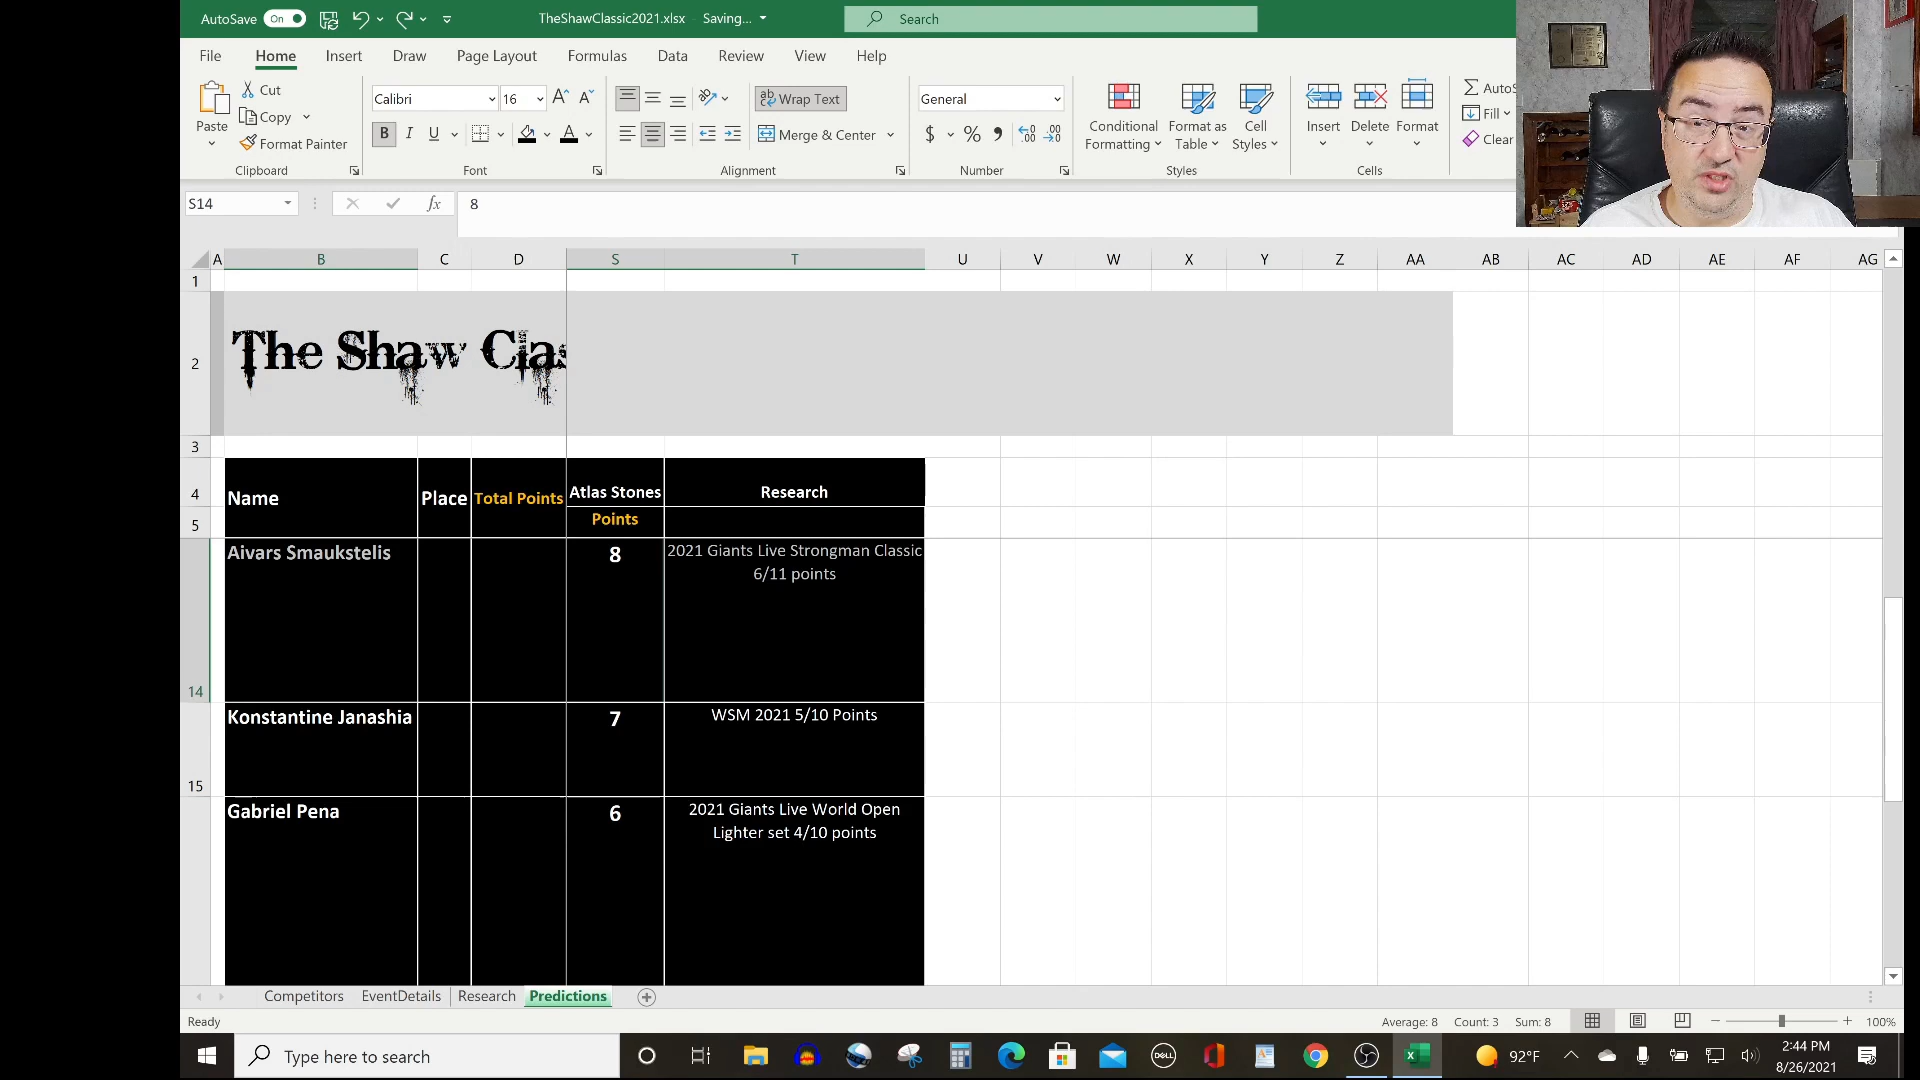 AutoSave On TheShawClassic2021.xlsx - Saving... Search
File Home Insert Draw Page Layout Formulas Data Review View Help
Paste
Cut
Copy
Format Painter
Clipboard
Calibri 16
B I U
Font
Wrap Text
Merge & Center
Alignment
General
$ % 9
Number
Conditional Formatting
Format as Table
Cell Styles
Styles
Insert Delete Format
Cells
Fill
Clear
S14 fx 8
A B C D S T U V W X Y Z AA AB AC AD AE AF AG
1
2
The Shaw Clas
3
4 Name Place Total Points Atlas Stones Research
5 Points
14 Aivars Smaukstelis 8 2021 Giants Live Strongman Classic
6/11 points
15 Konstantine Janashia 7 WSM 2021 5/10 Points
Gabriel Pena 6 2021 Giants Live World Open
Lighter set 4/10 points
Competitors EventDetails Research Predictions
Ready Average: 8 Count: 3 Sum: 8 100%
Type here to search DELL 92°F 2:44 PM
8/26/2021